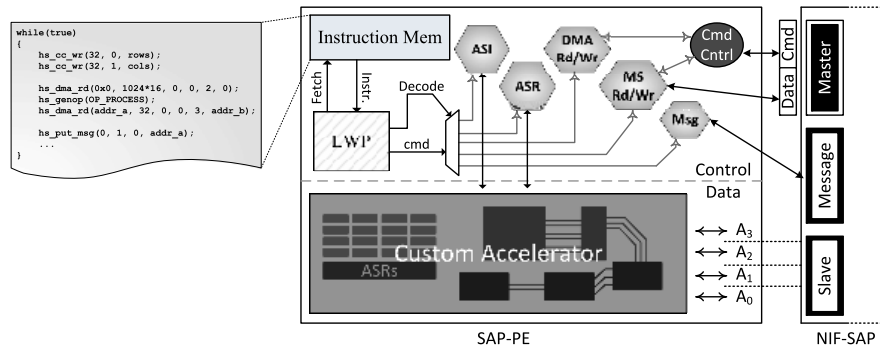 while(true)
{
hs_cc_wr(32, 0, rows);
hs_cc_wr(32, 1, cols);
hs_dma_rd(0x0, 1024*16, 0, 0, 2, 0);
hs_genop(OP_PROCESS);
hs_dma_rd(addr_a, 32, 0, 0, 3, addr_b);
hs_put_msg(0, 1, 0, addr_a);
...
}
Instruction Mem
Fetch
Instr.
LWP
Decode
cmd
ASI
ASR
DMA
Rd/Wr
MS
Rd/Wr
Msg
Cmd
Cntrl
Cmd
Data
Master
Message
Slave
Control
Data
Custom Accelerator
ASRs
A3
A2
A1
A0
SAP-PE
NIF-SAP